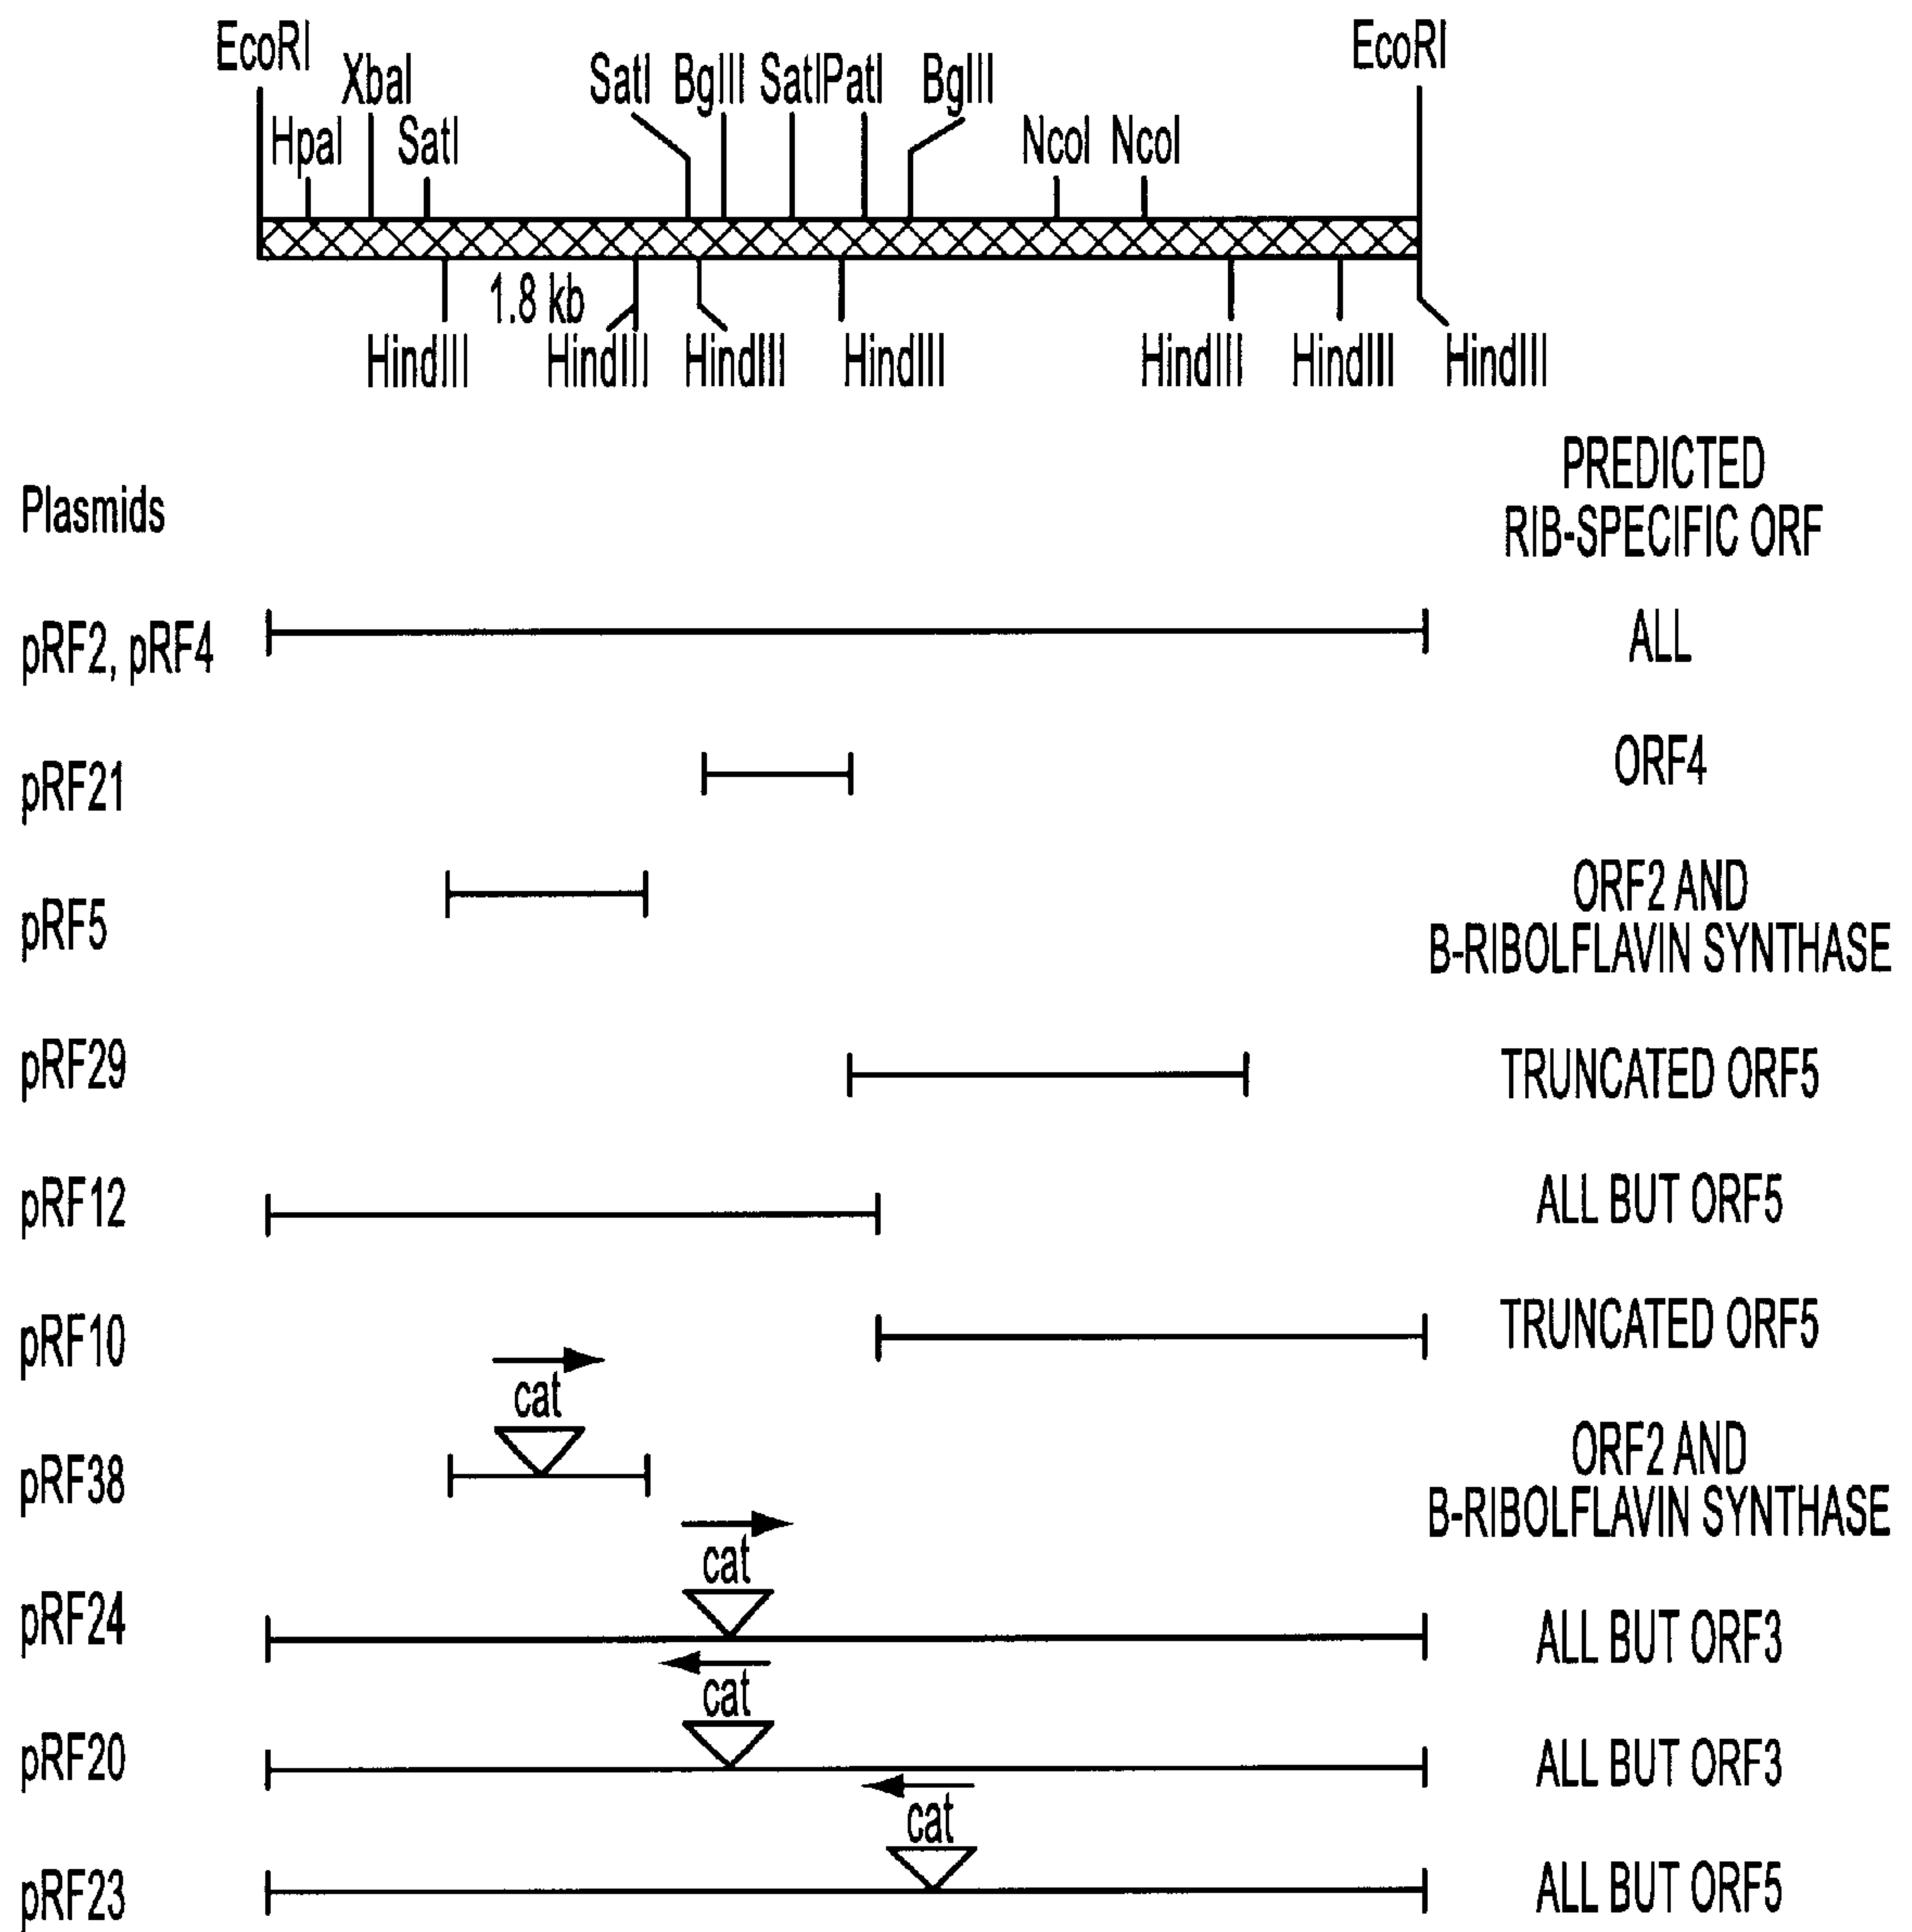 EcoRI EcoRI
XbaI SatI BglII SatI PatI BglII
HpaI SatI NcoI NcoI
1.8 kb
HindIII HindIII HindIII HindIII HindIII HindIII HindIII
Plasmids
PREDICTED
RIB-SPECIFIC ORF
pRF2, pRF4 ALL
pRF21 ORF4
pRF5 ORF2 AND
B-RIBOLFLAVIN SYNTHASE
pRF29 TRUNCATED ORF5
pRF12 ALL BUT ORF5
pRF10 TRUNCATED ORF5
cat
pRF38 ORF2 AND
B-RIBOLFLAVIN SYNTHASE
cat
pRF24 ALL BUT ORF3
cat
pRF20 ALL BUT ORF3
cat
pRF23 ALL BUT ORF5